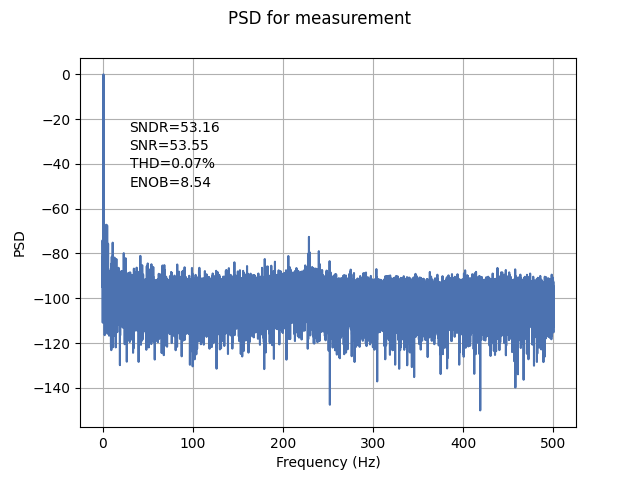 PSD for measurement
0
−20
−40
−60
−80
−100
−120
−140
PSD
SNDR=53.16
SNR=53.55
THD=0.07%
ENOB=8.54
0
100
200
300
400
500
Frequency (Hz)